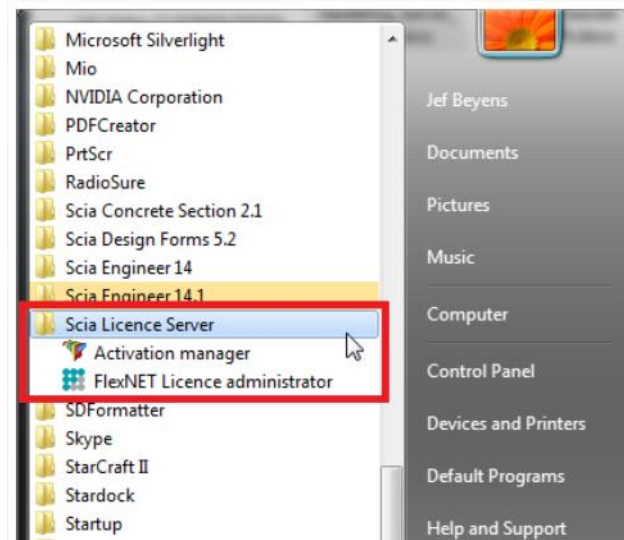 Microsoft Silverlight
Mio
NVIDIA Corporation
PDFCreator
PrtScr
RadioSure
Scia Concrete Section 2.1
Scia Design Forms 5.2
Scia Engineer 14
Scia Engineer 14.1
Scia Licence Server
Activation manager
FlexNET Licence administrator
SDFormatter
Skype
StarCraft II
Stardock
Startup
Jef Beyens
Documents
Pictures
Music
Computer
Control Panel
Devices and Printers
Default Programs
Help and Support